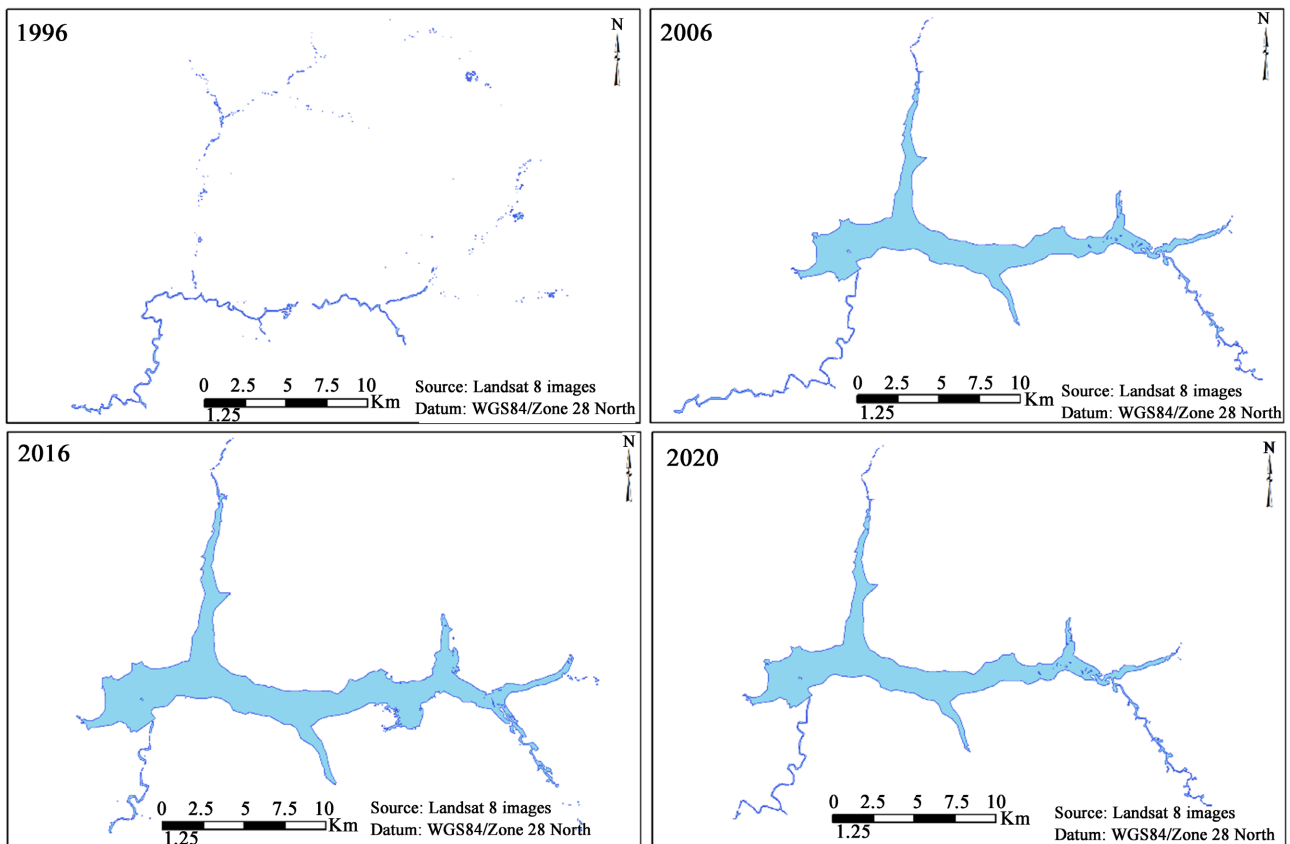 1996
N
0 2.5 5 7.5 10
Km
1.25
Source: Landsat 8 images
Datum: WGS84/Zone 28 North
2006
N
0 2.5 5 7.5 10
Km
1.25
Source: Landsat 8 images
Datum: WGS84/Zone 28 North
2016
N
0 2.5 5 7.5 10
Km
1.25
Source: Landsat 8 images
Datum: WGS84/Zone 28 North
2020
N
0 2.5 5 7.5 10
Km
1.25
Source: Landsat 8 images
Datum: WGS84/Zone 28 North